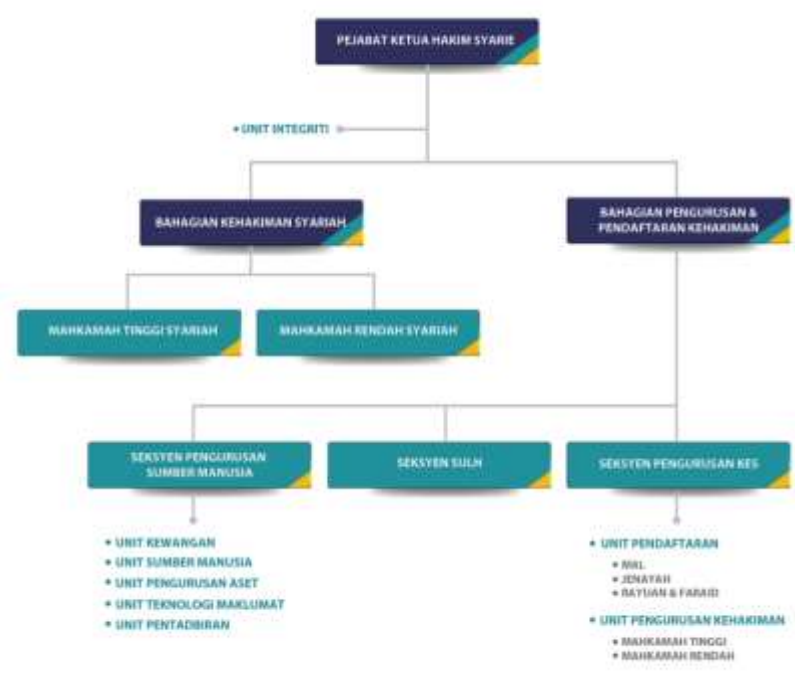 PEJABAT KETUA HAKIM SYARIE
• UNIT INTEGRITI
BAHAGIAN KEHAKIMAN SYARIAH
BAHAGIAN PENGURUSAN &
PENDAFTARAN KEHAKIMAN
MAHKAMAH TINGGI SYARIAH
MAHKAMAH RENDAH SYARIAH
SEKSYEN PENGURUSAN
SUMBER MANUSIA
SEKSYEN SULH
SEKSYEN PENGURUSAN KES
• UNIT KEWANGAN
• UNIT SUMBER MANUSIA
• UNIT PENGURUSAN ASET
• UNIT TEKNOLOGI MAKLUMAT
• UNIT PENTADBIRAN
• UNIT PENDAFTARAN
• MAL
• JENAYAH
• RAYUAN & FARAID
• UNIT PENGURUSAN KEHAKIMAN
• MAHKAMAH TINGGI
• MAHKAMAH RENDAH